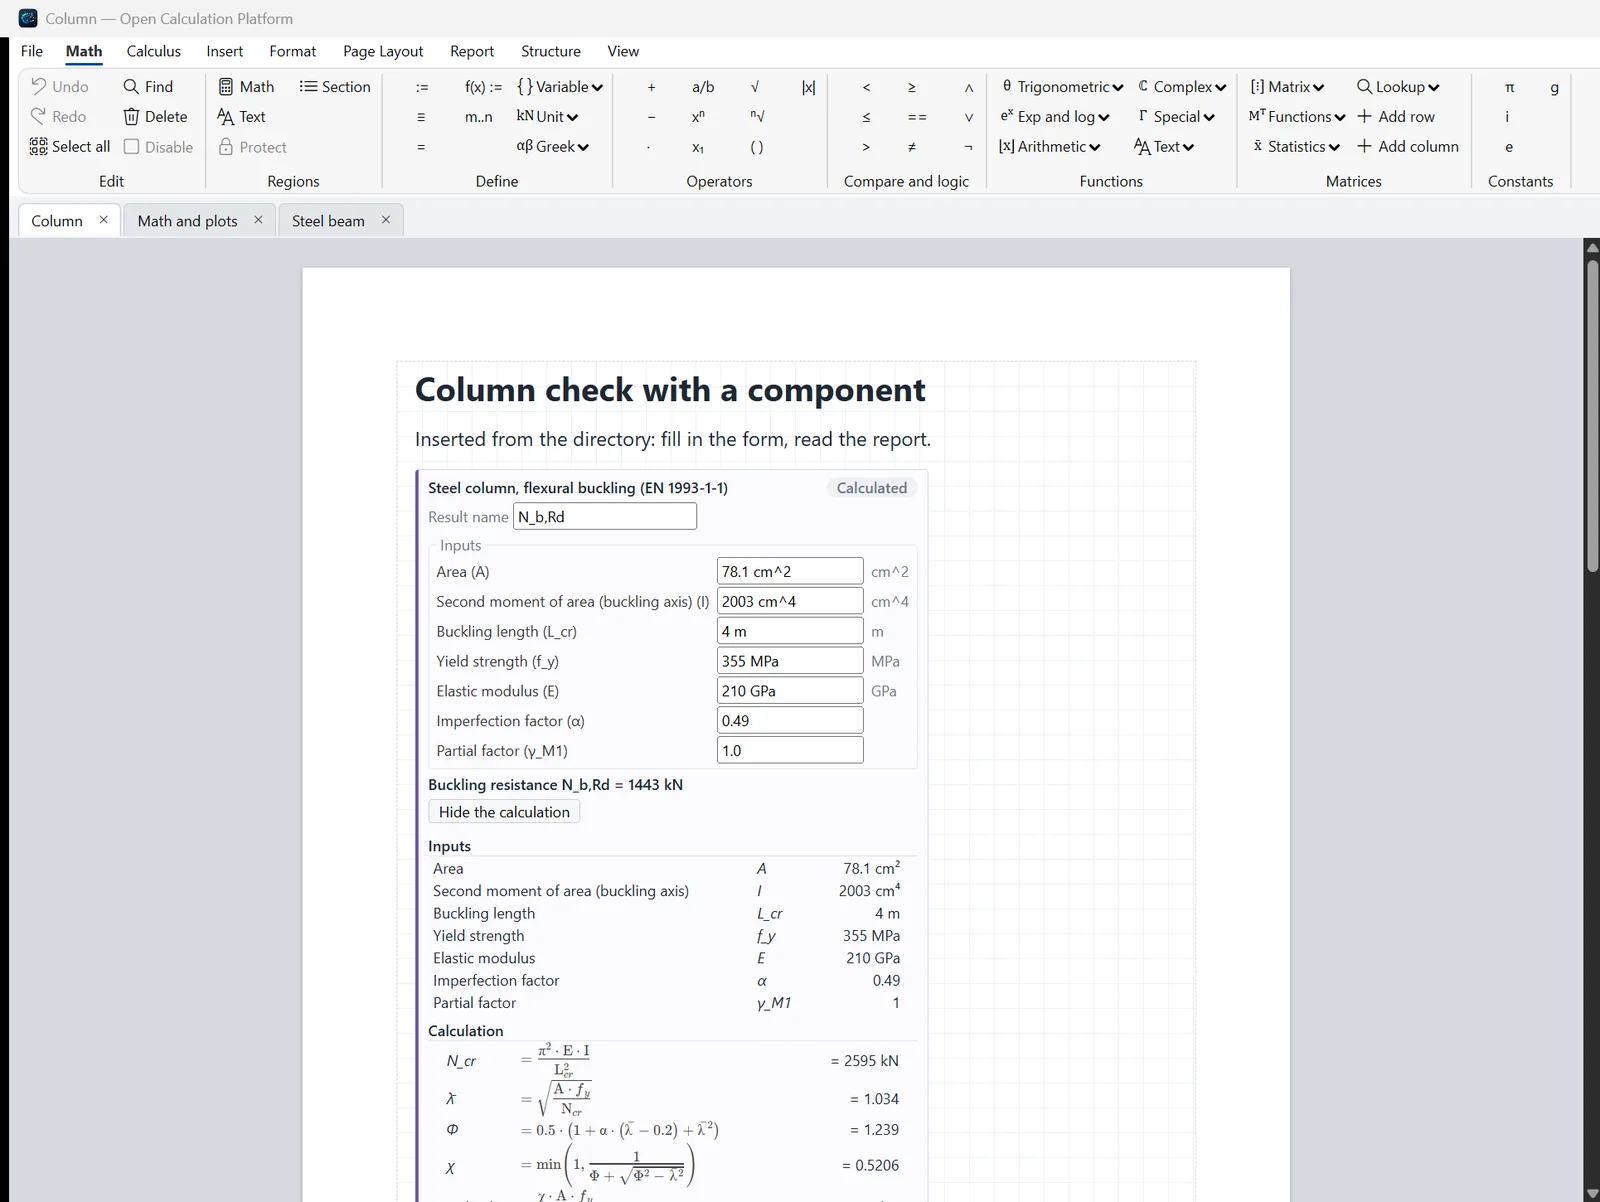 Column — Open Calculation Platform
File Math Calculus Insert Format Page Layout Report Structure View
Undo Find Math Section := f(x) := {} Variable + a/b √ |x| < ≥ ∧ θ Trigonometric ℂ Complex [:] Matrix Lookup π g
Redo Delete Text ≡ m..n kN Unit − xⁿ ⁿ√ ≤ == ∨ eˣ Exp and log Γ Special Mᵀ Functions + Add row i
Select all Disable Protect = αβ Greek · x₁ ( ) > ≠ ¬ ⌊x⌋ Arithmetic AA Text x̄ Statistics + Add column e
Edit Regions Define Operators Compare and logic Functions Matrices Constants
Column × Math and plots × Steel beam ×
Column check with a component
Inserted from the directory: fill in the form, read the report.
Steel column, flexural buckling (EN 1993-1-1) Calculated
Result name N_b,Rd
Inputs
Area (A) 78.1 cm^2 cm^2
Second moment of area (buckling axis) (I) 2003 cm^4 cm^4
Buckling length (L_cr) 4 m m
Yield strength (f_y) 355 MPa MPa
Elastic modulus (E) 210 GPa GPa
Imperfection factor (α) 0.49
Partial factor (γ_M1) 1.0
Buckling resistance N_b,Rd = 1443 kN
Hide the calculation
Inputs
Area A 78.1 cm²
Second moment of area (buckling axis) I 2003 cm⁴
Buckling length L_cr 4 m
Yield strength f_y 355 MPa
Elastic modulus E 210 GPa
Imperfection factor α 0.49
Partial factor γ_M1 1
Calculation
N_cr = π² · E · I / L²cr = 2595 kN
λ̄ = √(A · f_y / N_cr) = 1.034
Φ = 0.5 · (1 + α · (λ̄ − 0.2) + λ̄²) = 1.239
χ = min(1, 1 / (Φ + √(Φ² − λ̄²))) = 0.5206
χ · A · f_y